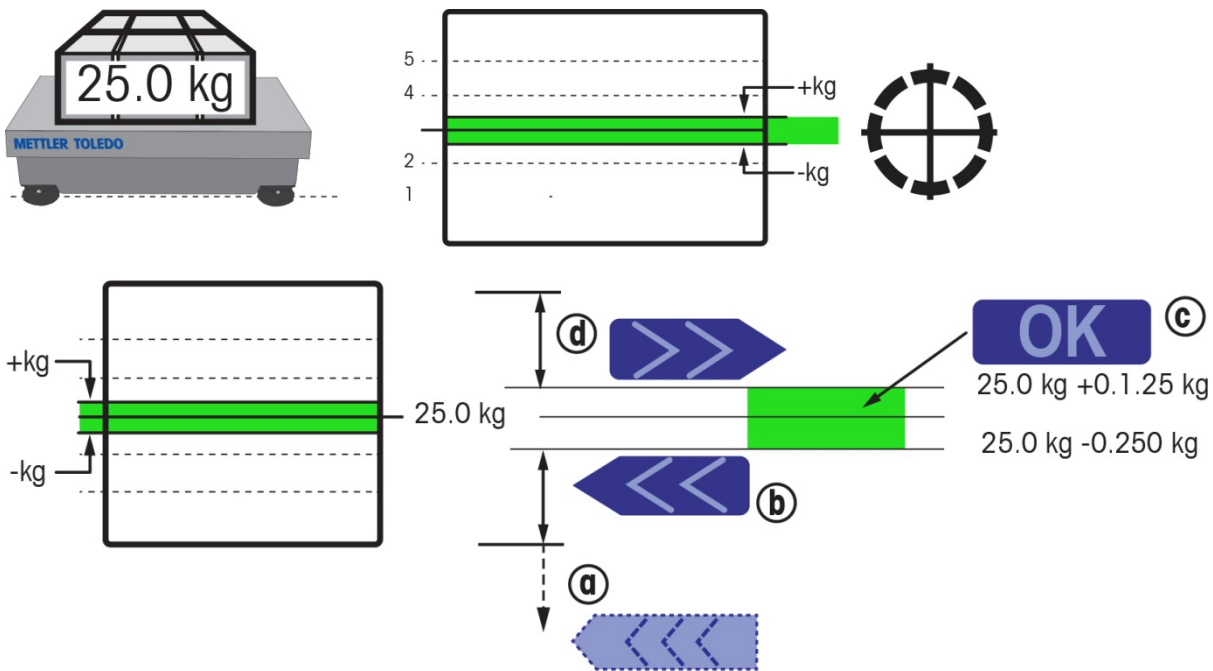 25.0 kg
METTLER TOLEDO
5
4
+kg
2
-kg
1
+kg
-kg
25.0 kg
d
OK
c
25.0 kg +0.1.25 kg
25.0 kg -0.250 kg
b
a